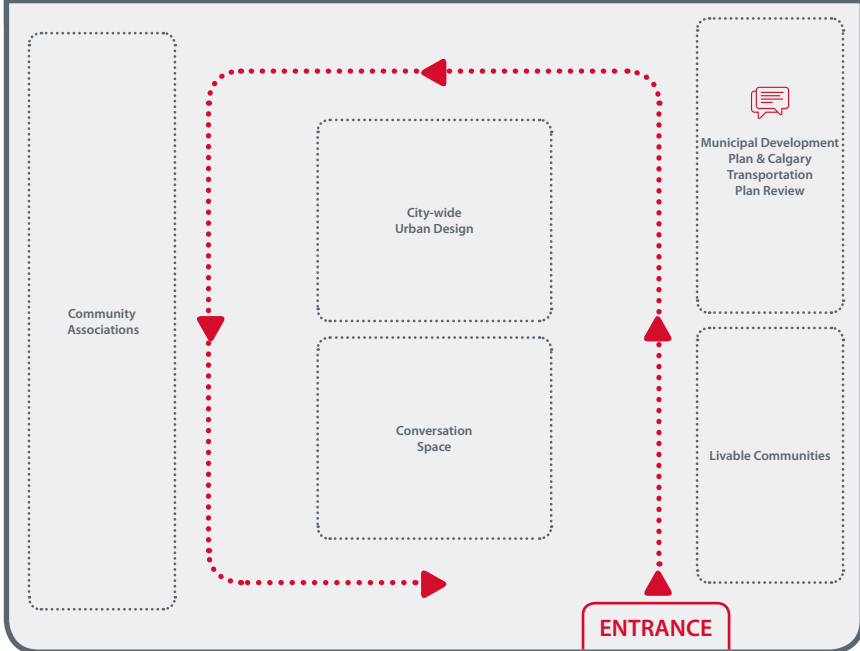 Community
Associations
City-wide
Urban Design
Conversation
Space
Municipal Development
Plan & Calgary
Transportation
Plan Review
Livable Communities
ENTRANCE